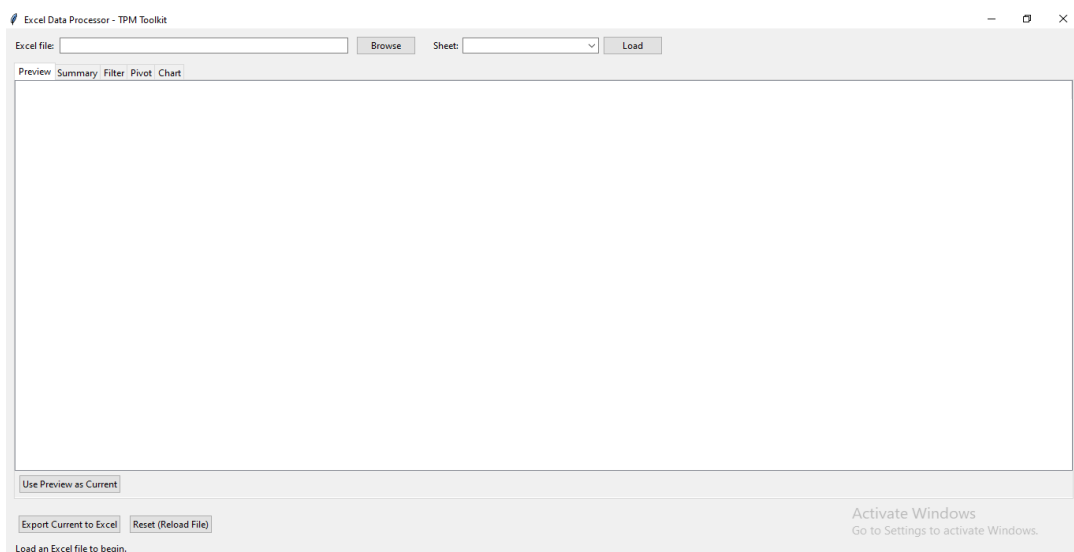 Excel Data Processor - TPM Toolkit
Excel file: Browse Sheet: Load
Preview Summary Filter Pivot Chart
Use Preview as Current
Export Current to Excel Reset (Reload File)
Activate Windows
Go to Settings to activate Windows.
Load an Excel file to begin.